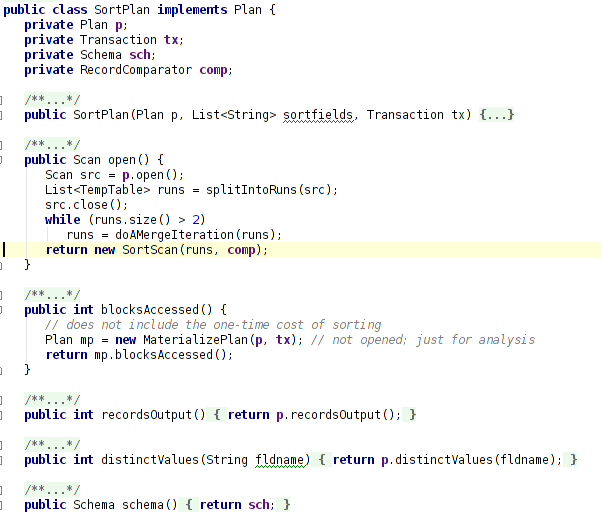 public class SortPlan implements Plan {
private Plan p;
private Transaction tx;
private Schema sch;
private RecordComparator comp;
/**...*/
public SortPlan(Plan p, List<String> sortfields, Transaction tx) {...}
/**...*/
public Scan open() {
Scan src = p.open();
List<TempTable> runs = splitIntoRuns(src);
src.close();
while (runs.size() > 2)
runs = doAMergeIteration(runs);
return new SortScan(runs, comp);
}
/**...*/
public int blocksAccessed() {
// does not include the one-time cost of sorting
Plan mp = new MaterializePlan(p, tx); // not opened; just for analysis
return mp.blocksAccessed();
}
/**...*/
public int recordsOutput() { return p.recordsOutput(); }
/**...*/
public int distinctValues(String fldname) { return p.distinctValues(fldname); }
/**...*/
public Schema schema() { return sch; }